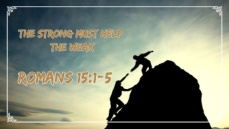 THE STRONG MUST HELP
THE WEAK
ROMANS 15:1-5